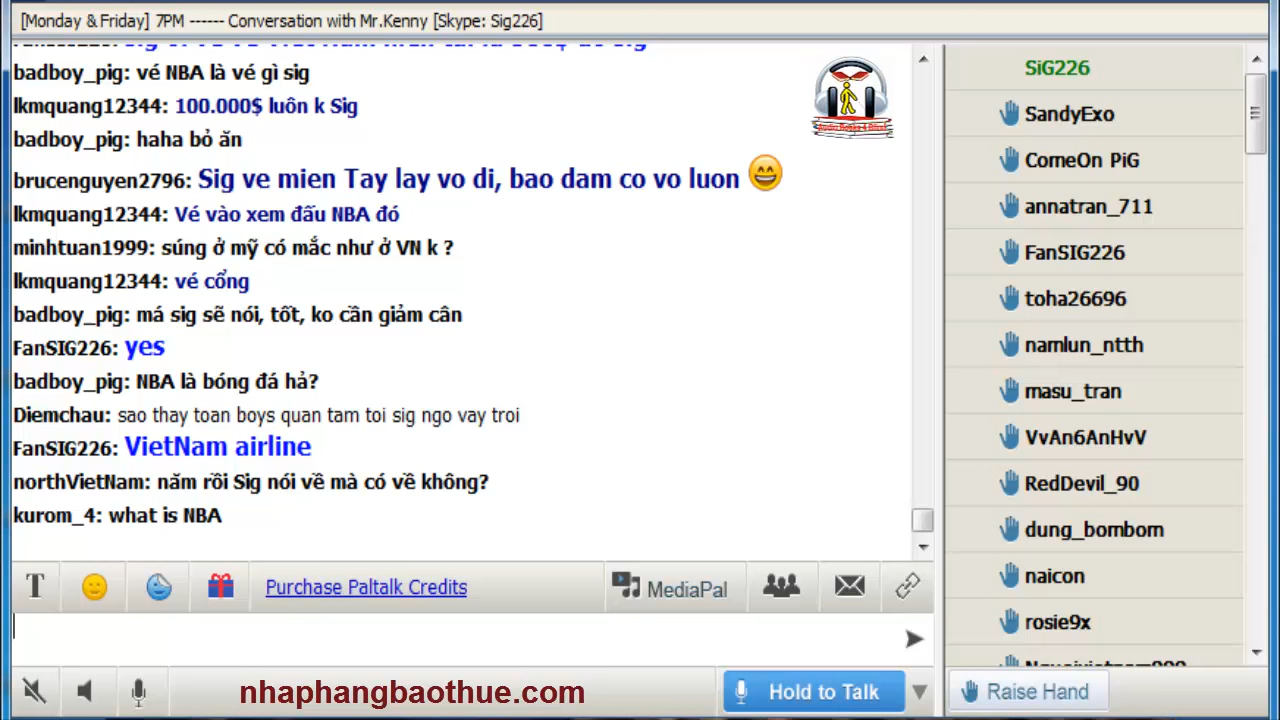 [Monday & Friday] 7PM ------ Conversation with Mr.Kenny [Skype: Sig226]
badboy_pig: vé NBA là vé gì sig
lkmquang12344: 100.000$ luôn k Sig
badboy_pig: haha bỏ ăn
brucenguyen2796: Sig ve mien Tay lay vo di, bao dam co vo luon
lkmquang12344: Vé vào xem đấu NBA đó
minhtuan1999: súng ở mỹ có mắc như ở VN k ?
lkmquang12344: vé cổng
badboy_pig: má sig sẽ nói, tốt, ko cần giảm cân
FanSIG226: yes
badboy_pig: NBA là bóng đá hả?
Diemchau: sao thay toan boys quan tam toi sig ngo vay troi
FanSIG226: VietNam airline
northVietNam: năm rồi Sig nói về mà có về không?
kurom_4: what is NBA
T
Purchase Paltalk Credits
MediaPal
nhaphangbaothue.com
Hold to Talk
SiG226
SandyExo
ComeOn PiG
annatran_711
FanSIG226
toha26696
namlun_ntth
masu_tran
VvAn6AnHvV
RedDevil_90
dung_bombom
naicon
rosie9x
Raise Hand